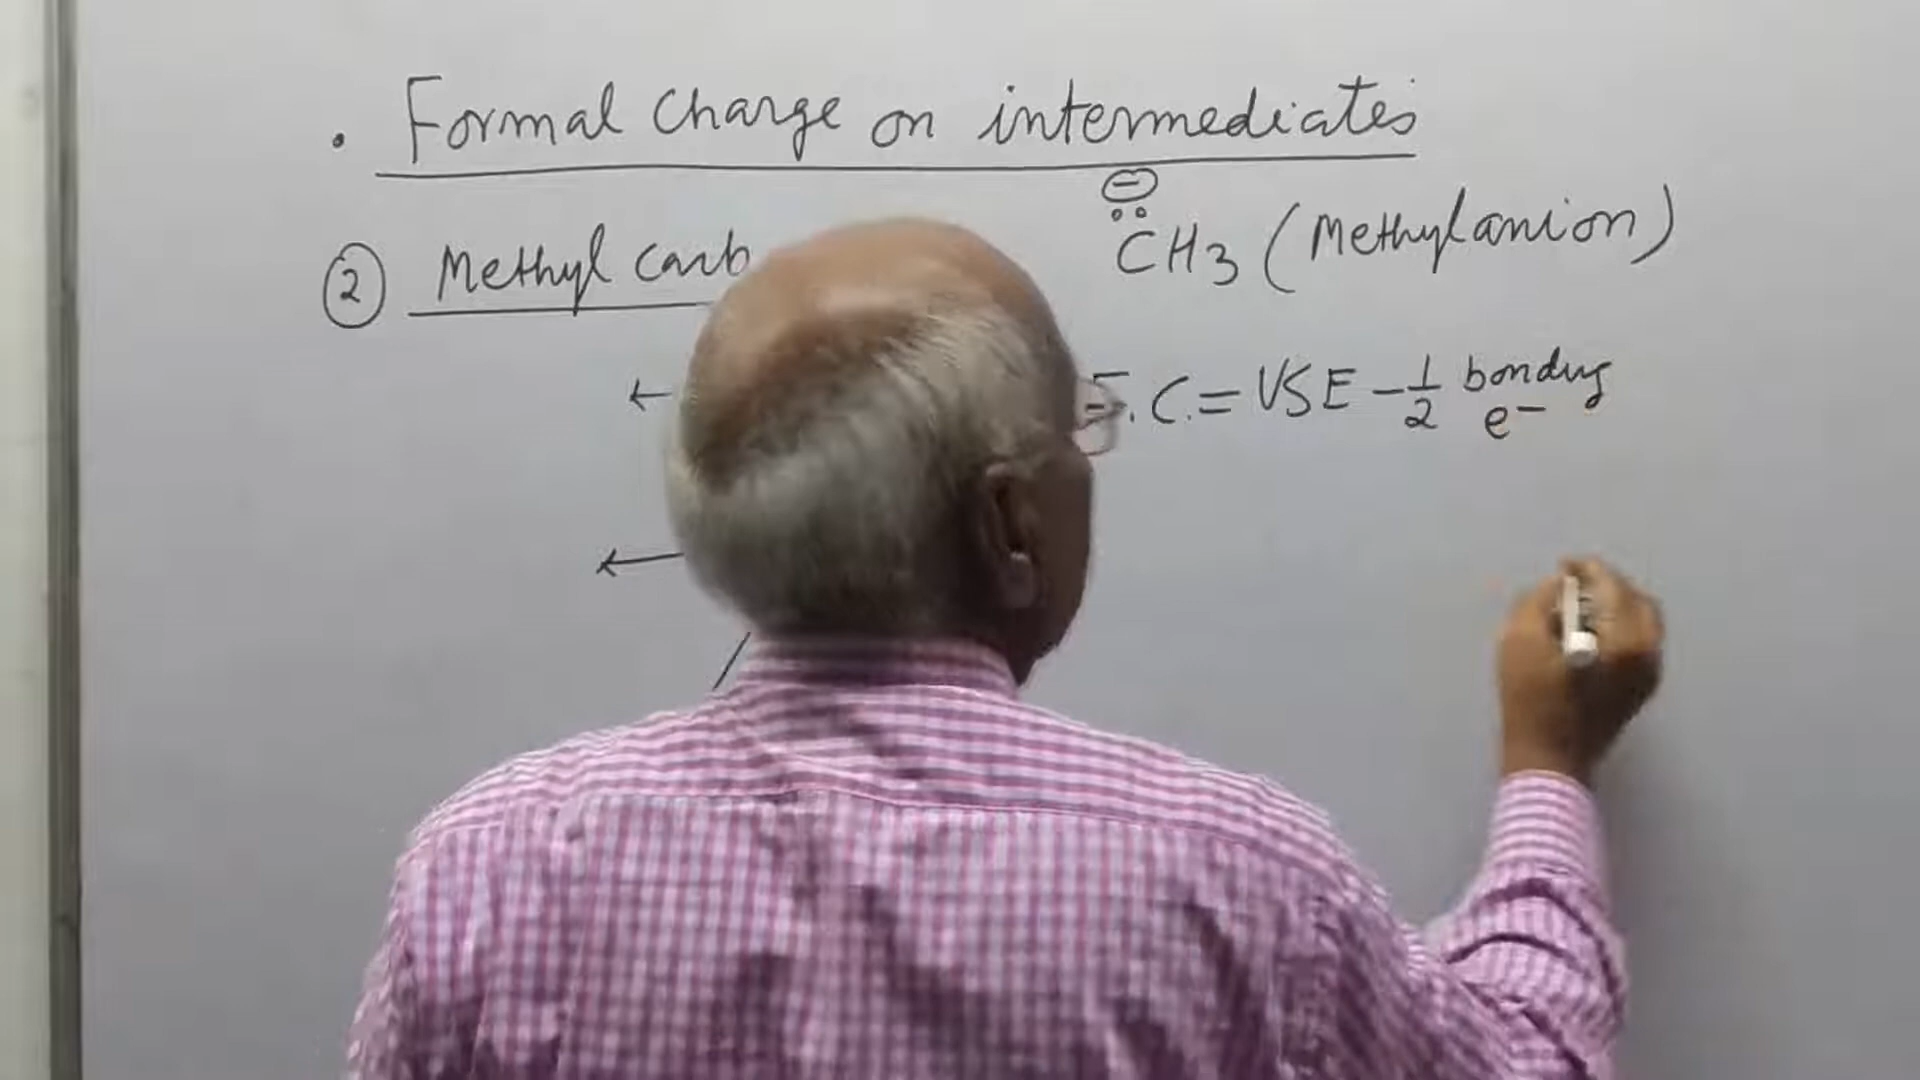 . Formal charge on intermediates
② Methyl carb
⊖
CH3 (Methylanion)
F. C. = VSE - 1/2 bonding e-